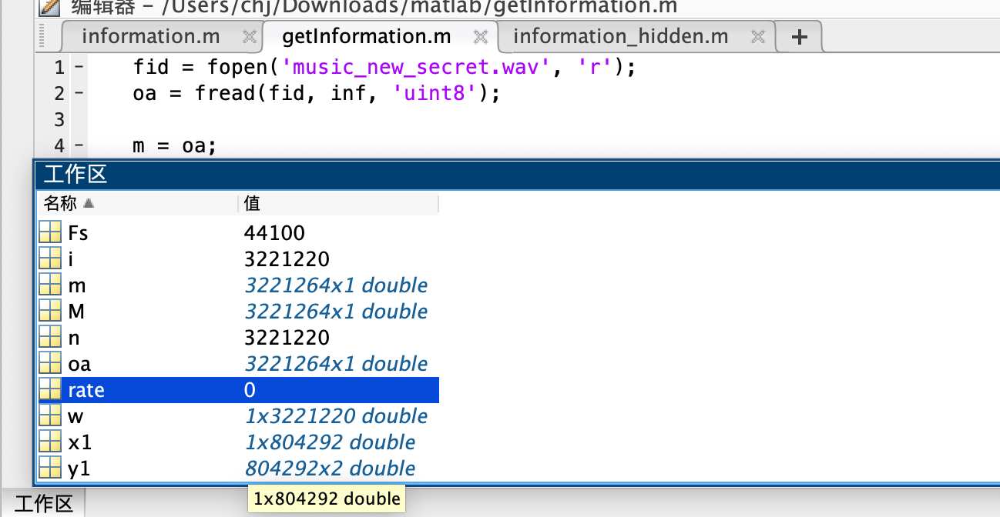 编辑器 – /Users/chj/Downloads/matlab/getInformation.m
information.m getInformation.m information_hidden.m +
1 – fid = fopen('music_new_secret.wav', 'r');
2 – oa = fread(fid, inf, 'uint8');
3
4 – m = oa;
工作区
名称 值
Fs 44100
i 3221220
m 3221264x1 double
M 3221264x1 double
n 3221220
oa 3221264x1 double
rate 0
w 1x3221220 double
x1 1x804292 double
y1 804292x2 double
1x804292 double
工作区